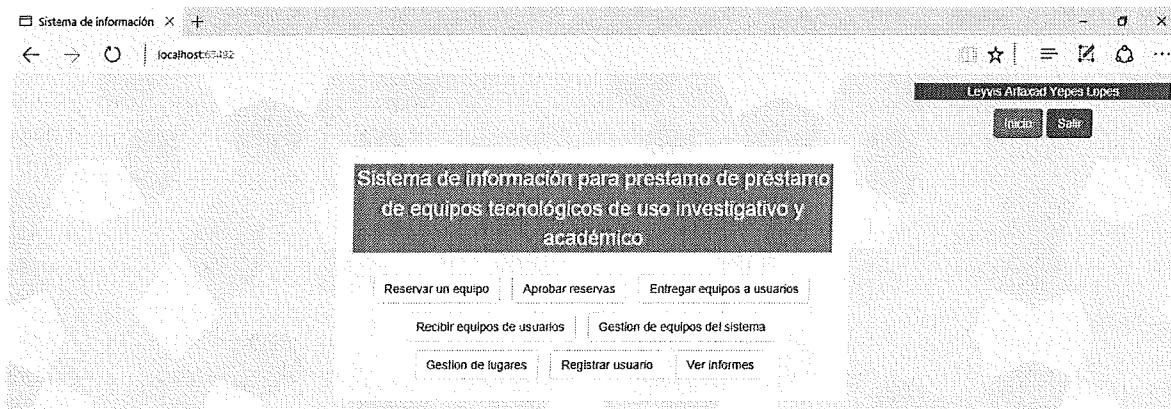 Sistema de información
localhost:63492
Leyvis Arfaxad Yepes Lopes
Inicio Salir
Sistema de información para prestamo de préstamo
de equipos tecnológicos de uso investigativo y
académico
Reservar un equipo Aprobar reservas Entregar equipos a usuarios
Recibir equipos de usuarios Gestion de equipos del sistema
Gestion de lugares Registrar usuario Ver informes